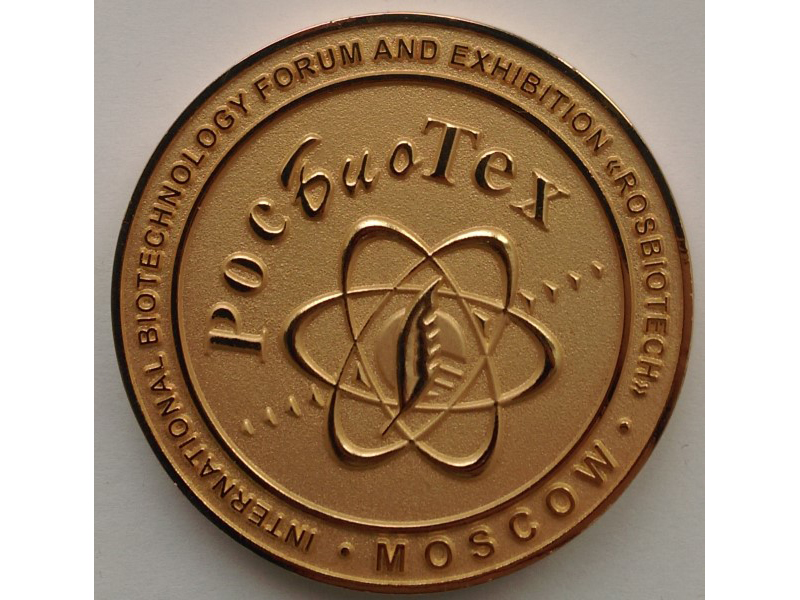 INTERNATIONAL BIOTECHNOLOGY FORUM AND EXHIBITION «ROSBIOTECH»
РосБиоТех
• MOSCOW •